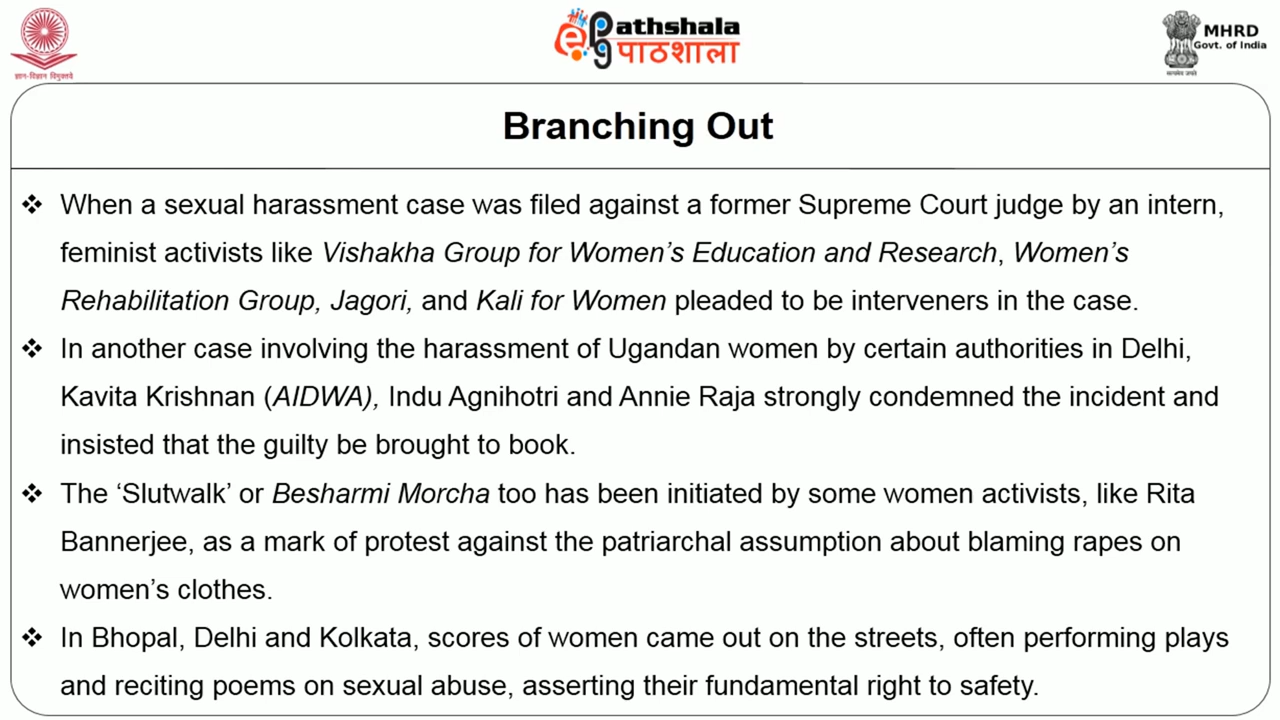 ज्ञान-विज्ञान विमुक्तये
ePathshala
पाठशाला
MHRD
Govt. of India
सत्यमेव जयते
Branching Out
❖ When a sexual harassment case was filed against a former Supreme Court judge by an intern,
feminist activists like Vishakha Group for Women's Education and Research, Women's
Rehabilitation Group, Jagori, and Kali for Women pleaded to be interveners in the case.
❖ In another case involving the harassment of Ugandan women by certain authorities in Delhi,
Kavita Krishnan (AIDWA), Indu Agnihotri and Annie Raja strongly condemned the incident and
insisted that the guilty be brought to book.
❖ The ‘Slutwalk’ or Besharmi Morcha too has been initiated by some women activists, like Rita
Bannerjee, as a mark of protest against the patriarchal assumption about blaming rapes on
women's clothes.
❖ In Bhopal, Delhi and Kolkata, scores of women came out on the streets, often performing plays
and reciting poems on sexual abuse, asserting their fundamental right to safety.